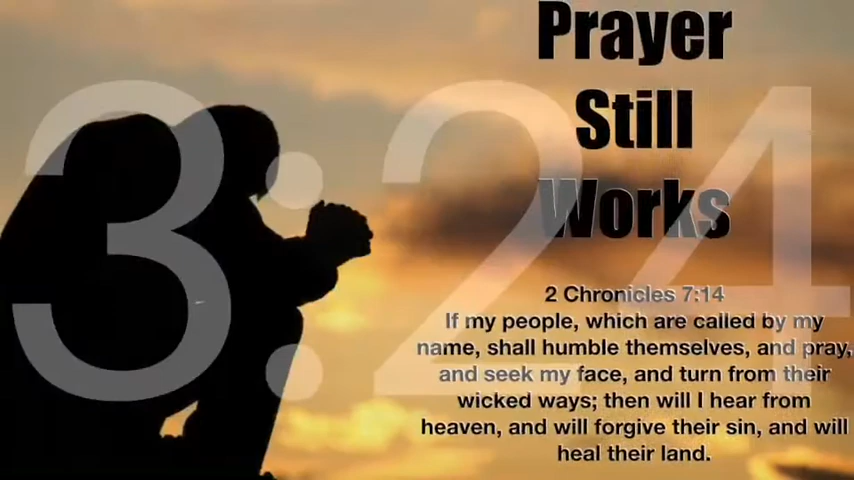 Prayer
Still
Works
3:24
2 Chronicles 7:14
If my people, which are called by my
name, shall humble themselves, and pray,
and seek my face, and turn from their
wicked ways; then will I hear from
heaven, and will forgive their sin, and will
heal their land.